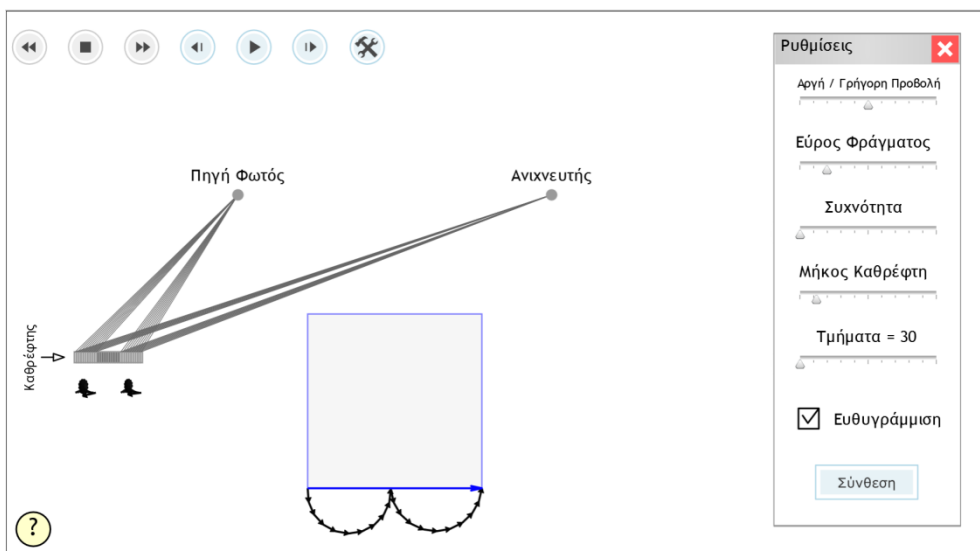 Ρυθμίσεις
Αργή / Γρήγορη Προβολή
Εύρος Φράγματος
Πηγή Φωτός
Ανιχνευτής
Συχνότητα
Μήκος Καθρέφτη
Καθρέφτης
Τμήματα = 30
Ευθυγράμμιση
Σύνθεση
?